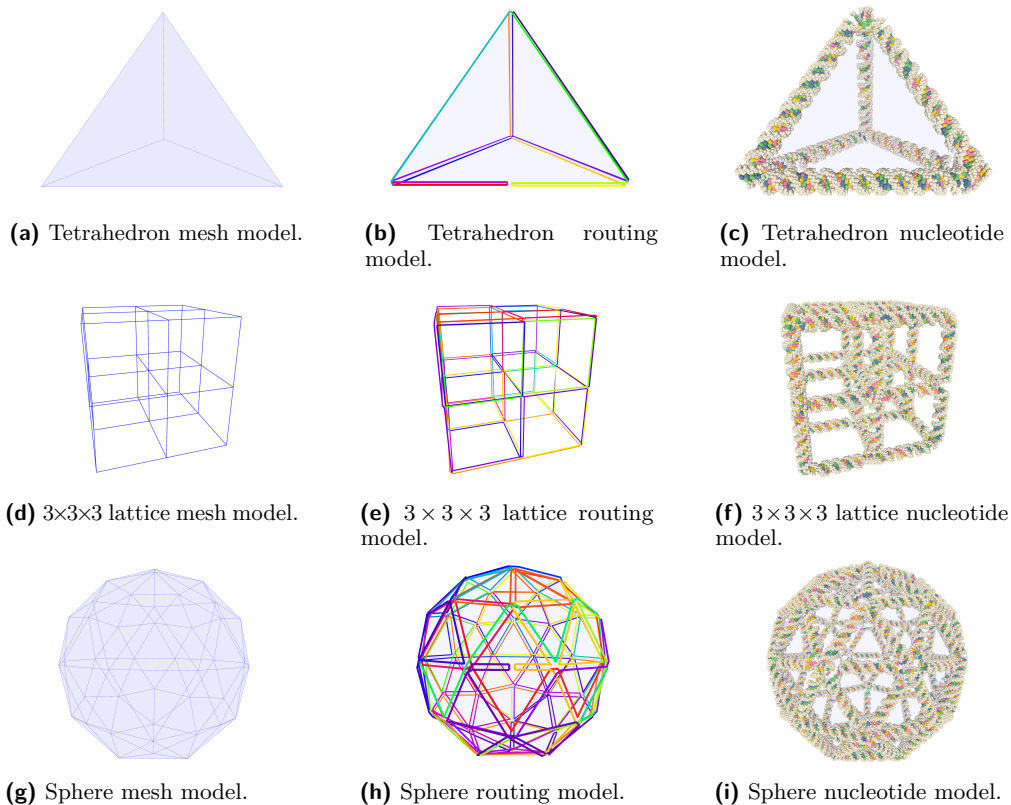 (a) Tetrahedron mesh model.
(b) Tetrahedron routing
model.
(c) Tetrahedron nucleotide
model.
(d) 3×3×3 lattice mesh model.
(e) 3 × 3 × 3 lattice routing
model.
(f) 3×3×3 lattice nucleotide
model.
(g) Sphere mesh model.
(h) Sphere routing model.
(i) Sphere nucleotide model.